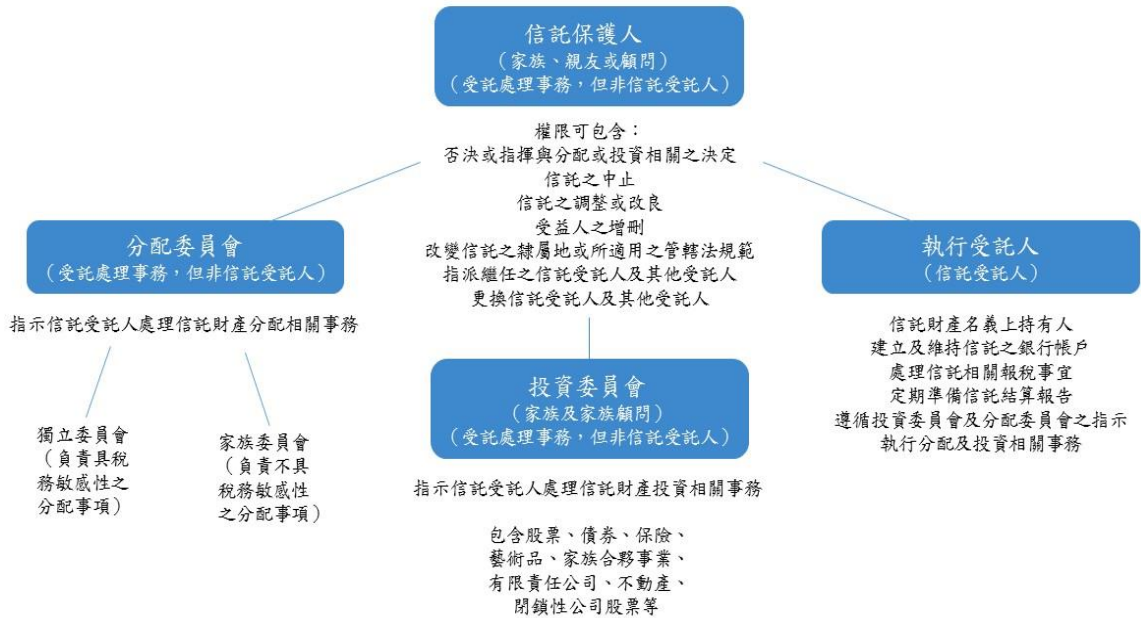 信託保護人
（家族、親友或顧問）
（受託處理事務，但非信託受託人）
權限可包含：
否決或指揮與分配或投資相關之決定
信託之中止
信託之調整或改良
受益人之增刪
改變信託之隸屬地或所適用之管轄法規範
指派繼任之信託受託人及其他受託人
更換信託受託人及其他受託人
分配委員會
（受託處理事務，但非信託受託人）
指示信託受託人處理信託財產分配相關事務
獨立委員會
（負責具稅
務敏感性之
分配事項）
家族委員會
（負責不具
稅務敏感性
之分配事項）
投資委員會
（家族及家族顧問）
（受託處理事務，但非信託受託人）
指示信託受託人處理信託財產投資相關事務
包含股票、債券、保險、
藝術品、家族合夥事業、
有限責任公司、不動產、
閉鎖性公司股票等
執行受託人
（信託受託人）
信託財產名義上持有人
建立及維持信託之銀行帳戶
處理信託相關報稅事宜
定期準備信託結算報告
遵循投資委員會及分配委員會之指示
執行分配及投資相關事務